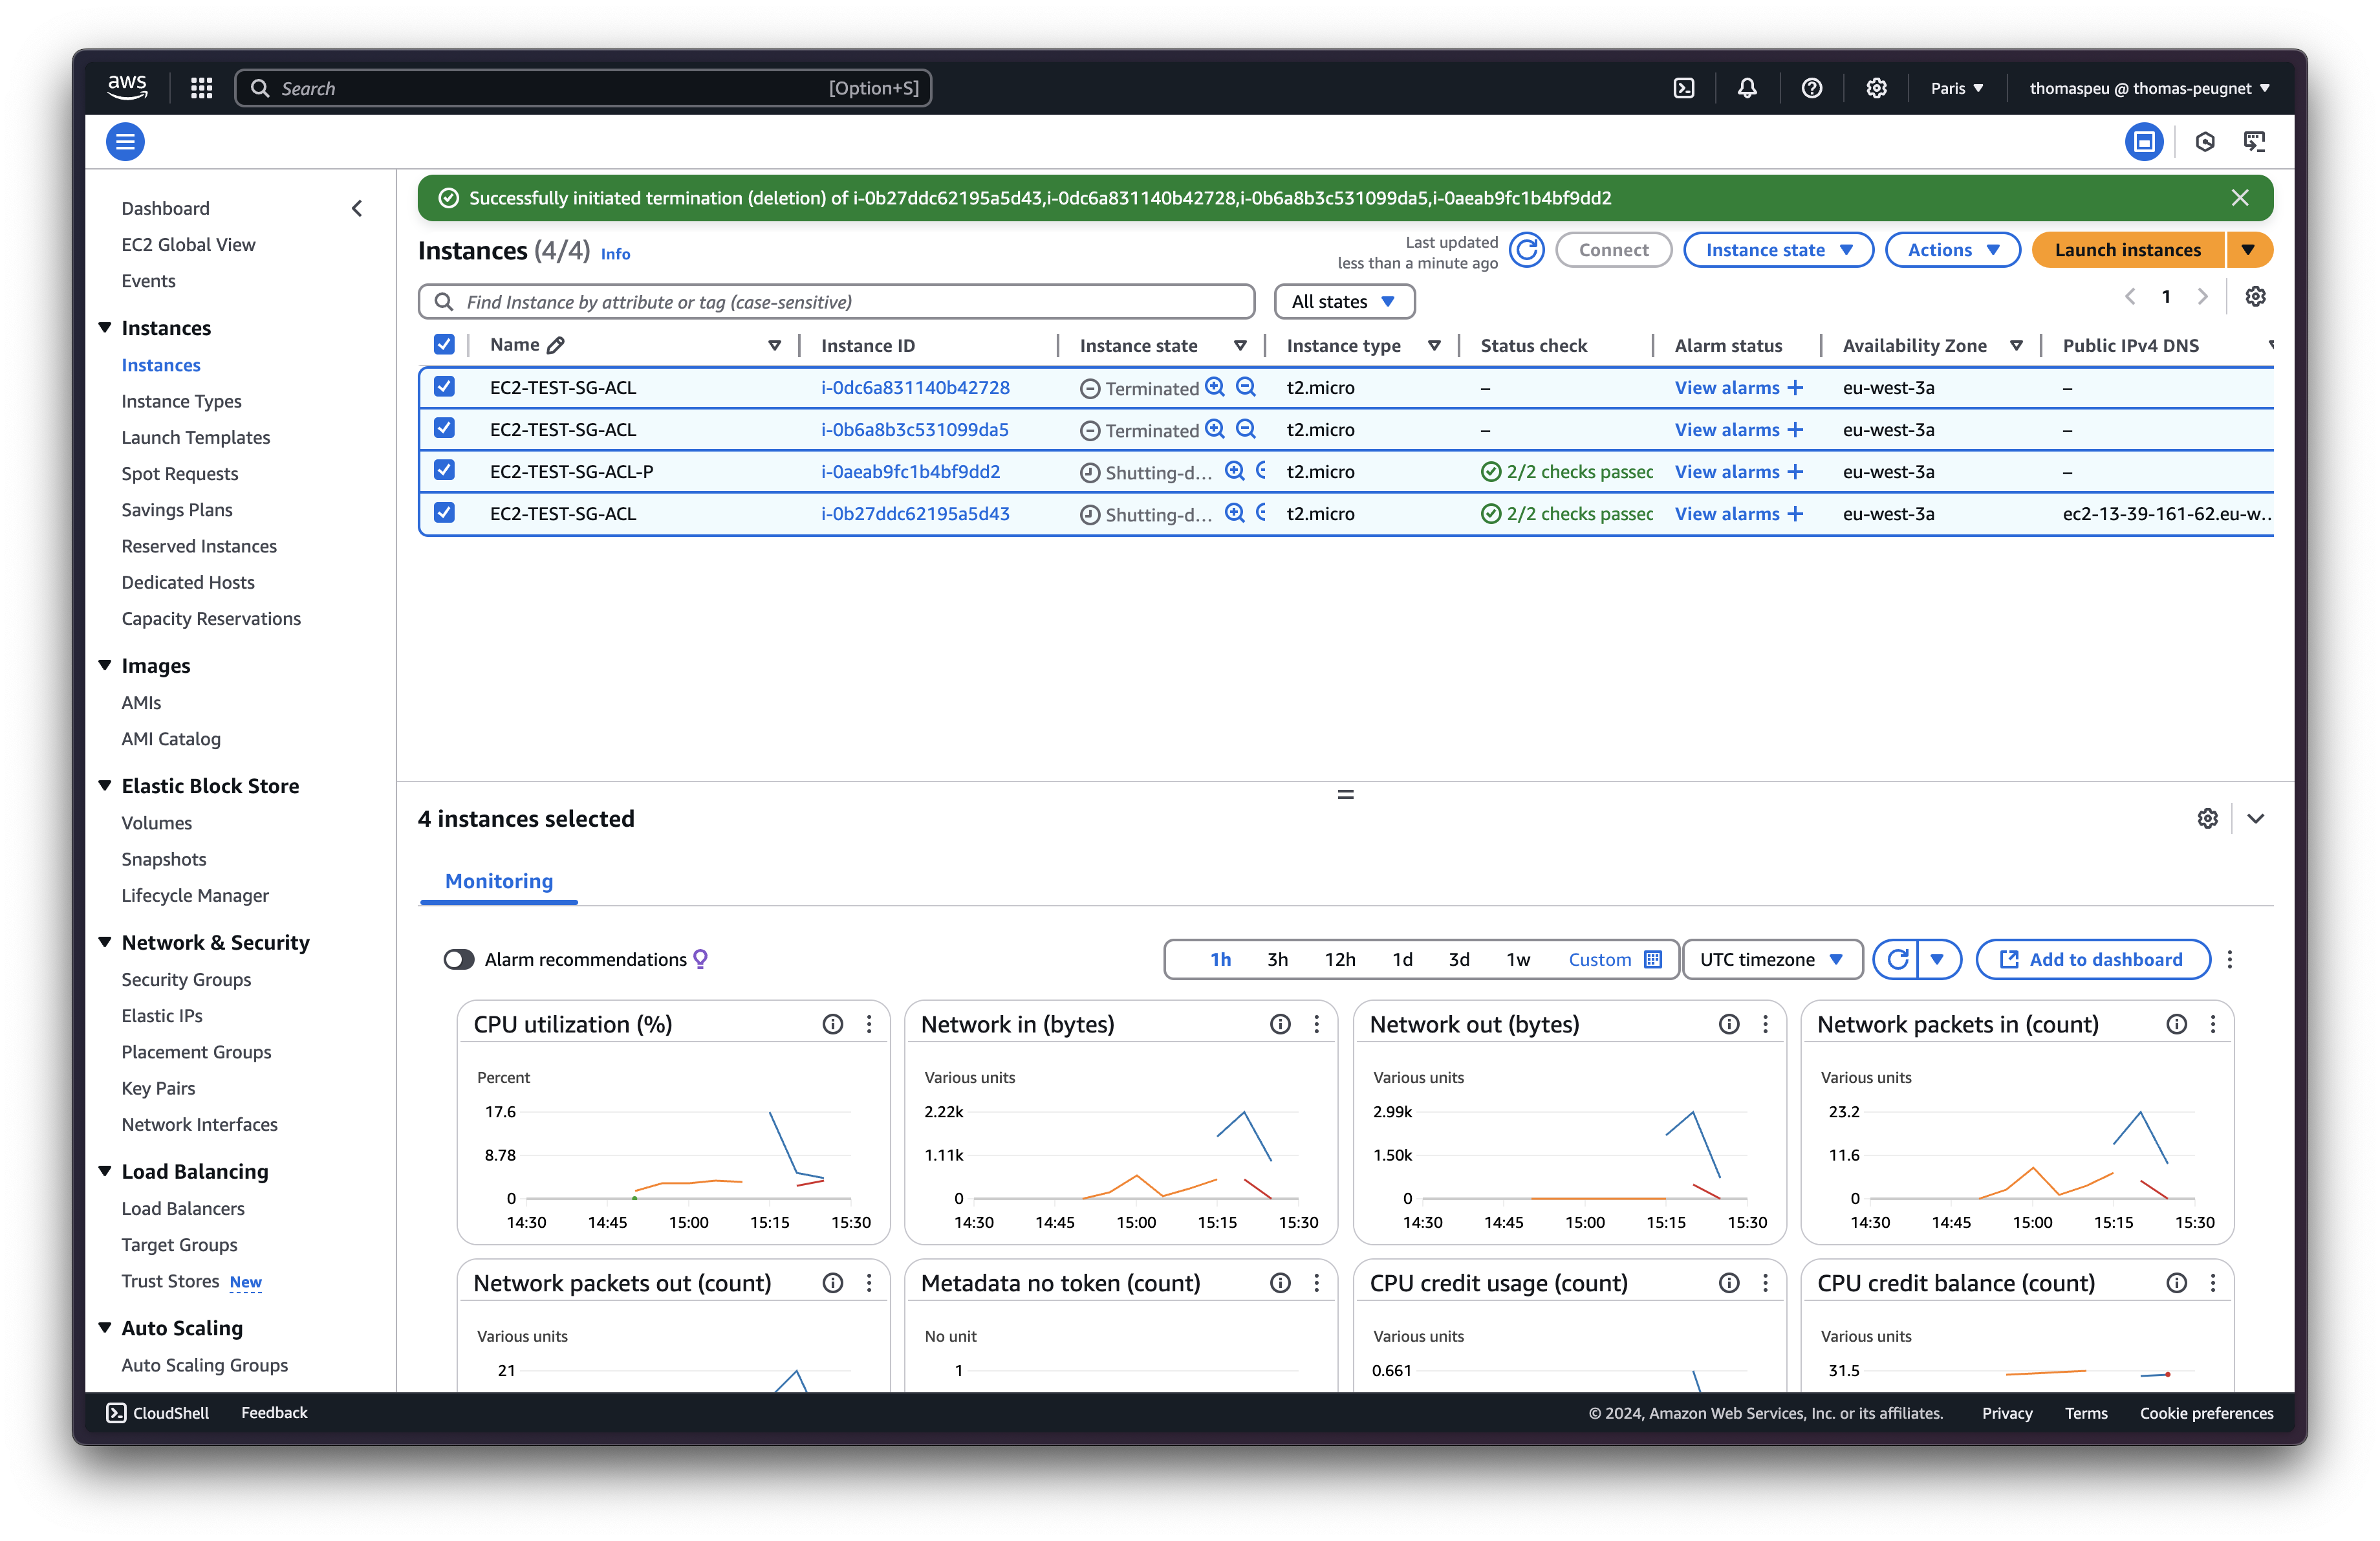 aws Search [Option+S] Paris thomaspeu @ thomas-peugnet
Successfully initiated termination (deletion) of i-0b27ddc62195a5d43,i-0dc6a831140b42728,i-0b6a8b3c531099da5,i-0aeab9fc1b4bf9dd2
Dashboard
EC2 Global View
Events
Instances
Instances
Instance Types
Launch Templates
Spot Requests
Savings Plans
Reserved Instances
Dedicated Hosts
Capacity Reservations
Images
AMIs
AMI Catalog
Elastic Block Store
Volumes
Snapshots
Lifecycle Manager
Network & Security
Security Groups
Elastic IPs
Placement Groups
Key Pairs
Network Interfaces
Load Balancing
Load Balancers
Target Groups
Trust Stores New
Auto Scaling
Auto Scaling Groups
Instances (4/4) Info
Last updated
less than a minute ago
Connect Instance state Actions Launch instances
Find Instance by attribute or tag (case-sensitive) All states 1
Name Instance ID Instance state Instance type Status check Alarm status Availability Zone Public IPv4 DNS
EC2-TEST-SG-ACL i-0dc6a831140b42728 Terminated t2.micro – View alarms + eu-west-3a –
EC2-TEST-SG-ACL i-0b6a8b3c531099da5 Terminated t2.micro – View alarms + eu-west-3a –
EC2-TEST-SG-ACL-P i-0aeab9fc1b4bf9dd2 Shutting-d... t2.micro 2/2 checks passec View alarms + eu-west-3a –
EC2-TEST-SG-ACL i-0b27ddc62195a5d43 Shutting-d... t2.micro 2/2 checks passec View alarms + eu-west-3a ec2-13-39-161-62.eu-w...
4 instances selected
Monitoring
Alarm recommendations 1h 3h 12h 1d 3d 1w Custom UTC timezone Add to dashboard
CPU utilization (%)
Percent
17.6
8.78
0
14:30 14:45 15:00 15:15 15:30
Network in (bytes)
Various units
2.22k
1.11k
0
14:30 14:45 15:00 15:15 15:30
Network out (bytes)
Various units
2.99k
1.50k
0
14:30 14:45 15:00 15:15 15:30
Network packets in (count)
Various units
23.2
11.6
0
14:30 14:45 15:00 15:15 15:30
Network packets out (count)
Various units
21
Metadata no token (count)
No unit
1
CPU credit usage (count)
Various units
0.661
CPU credit balance (count)
Various units
31.5
CloudShell Feedback © 2024, Amazon Web Services, Inc. or its affiliates. Privacy Terms Cookie preferences